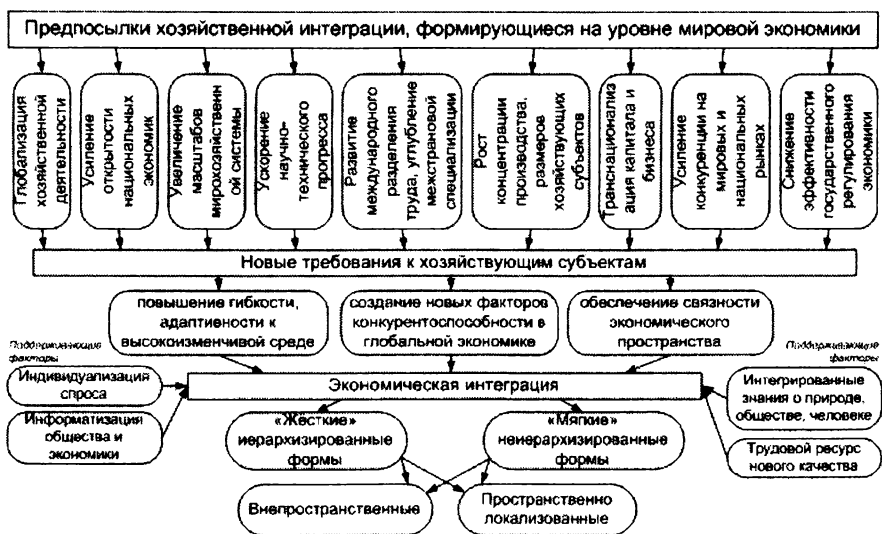 Предпосылки хозяйственной интеграции, формирующиеся на уровне мировой экономики
Глобализация
хозяйственной
деятельности
Усиление
открытости
национальных
экономик
Увеличение
масштабов
мирохозяйственн
ой системы
Ускорение
научно-
технического
прогресса
Развитие
международного
разделения
труда, углубление
межстрановой
специализации
Рост
концентрации
производства,
размеров
хозяйствующих
субъектов
Транснационализ
ация капитала и
бизнеса
Усиление
конкуренции на
мировых и
национальных
рынках
Снижение
эффективности
государственного
регулирования
экономики
Новые требования к хозяйствующим субъектам
повышение гибкости,
адаптивности к
высокоизменчивой среде
создание новых факторов
конкурентоспособности в
глобальной экономике
обеспечение связности
экономического
пространства
Поддерживающие
факторы
Поддерживающие
факторы
Индивидуализация
спроса
Экономическая интеграция
Интегрированные
знания о природе,
обществе, человеке
Информатизация
общества и
экономики
«Жёсткие»
иерархизированные
формы
«Мягкие»
неиерархизированные
формы
Трудовой ресурс
нового качества
Внепространственные
Пространственно
локализованные